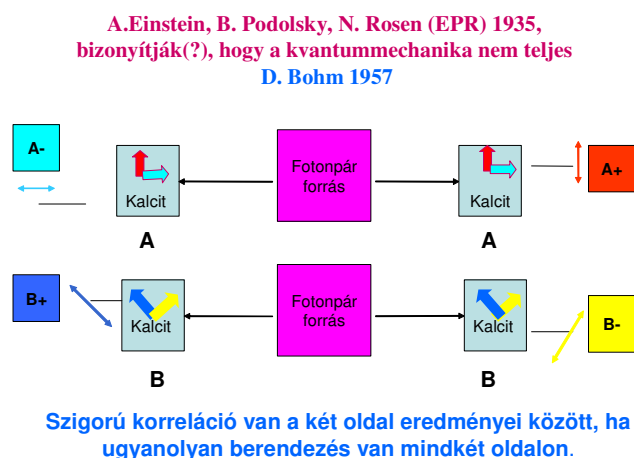 A.Einstein, B. Podolsky, N. Rosen (EPR) 1935,
bizonyítják(?), hogy a kvantummechanika nem teljes
D. Bohm 1957
A-
Kalcit
A
Fotonpár
forrás
Kalcit
A
A+
B+
Kalcit
B
Fotonpár
forrás
Kalcit
B
B-
Szigorú korreláció van a két oldal eredményei között, ha
ugyanolyan berendezés van mindkét oldalon.